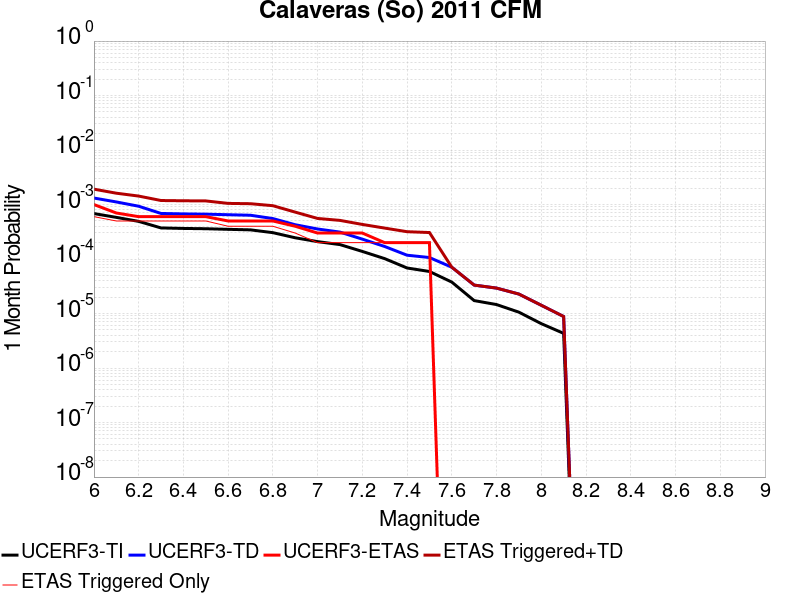 Calaveras (So) 2011 CFM
10^0
10^-1
10^-2
10^-3
10^-4
10^-5
10^-6
10^-7
10^-8
1 Month Probability
6 6.2 6.4 6.6 6.8 7 7.2 7.4 7.6 7.8 8 8.2 8.4 8.6 8.8 9
Magnitude
UCERF3-TI UCERF3-TD UCERF3-ETAS ETAS Triggered+TD
ETAS Triggered Only